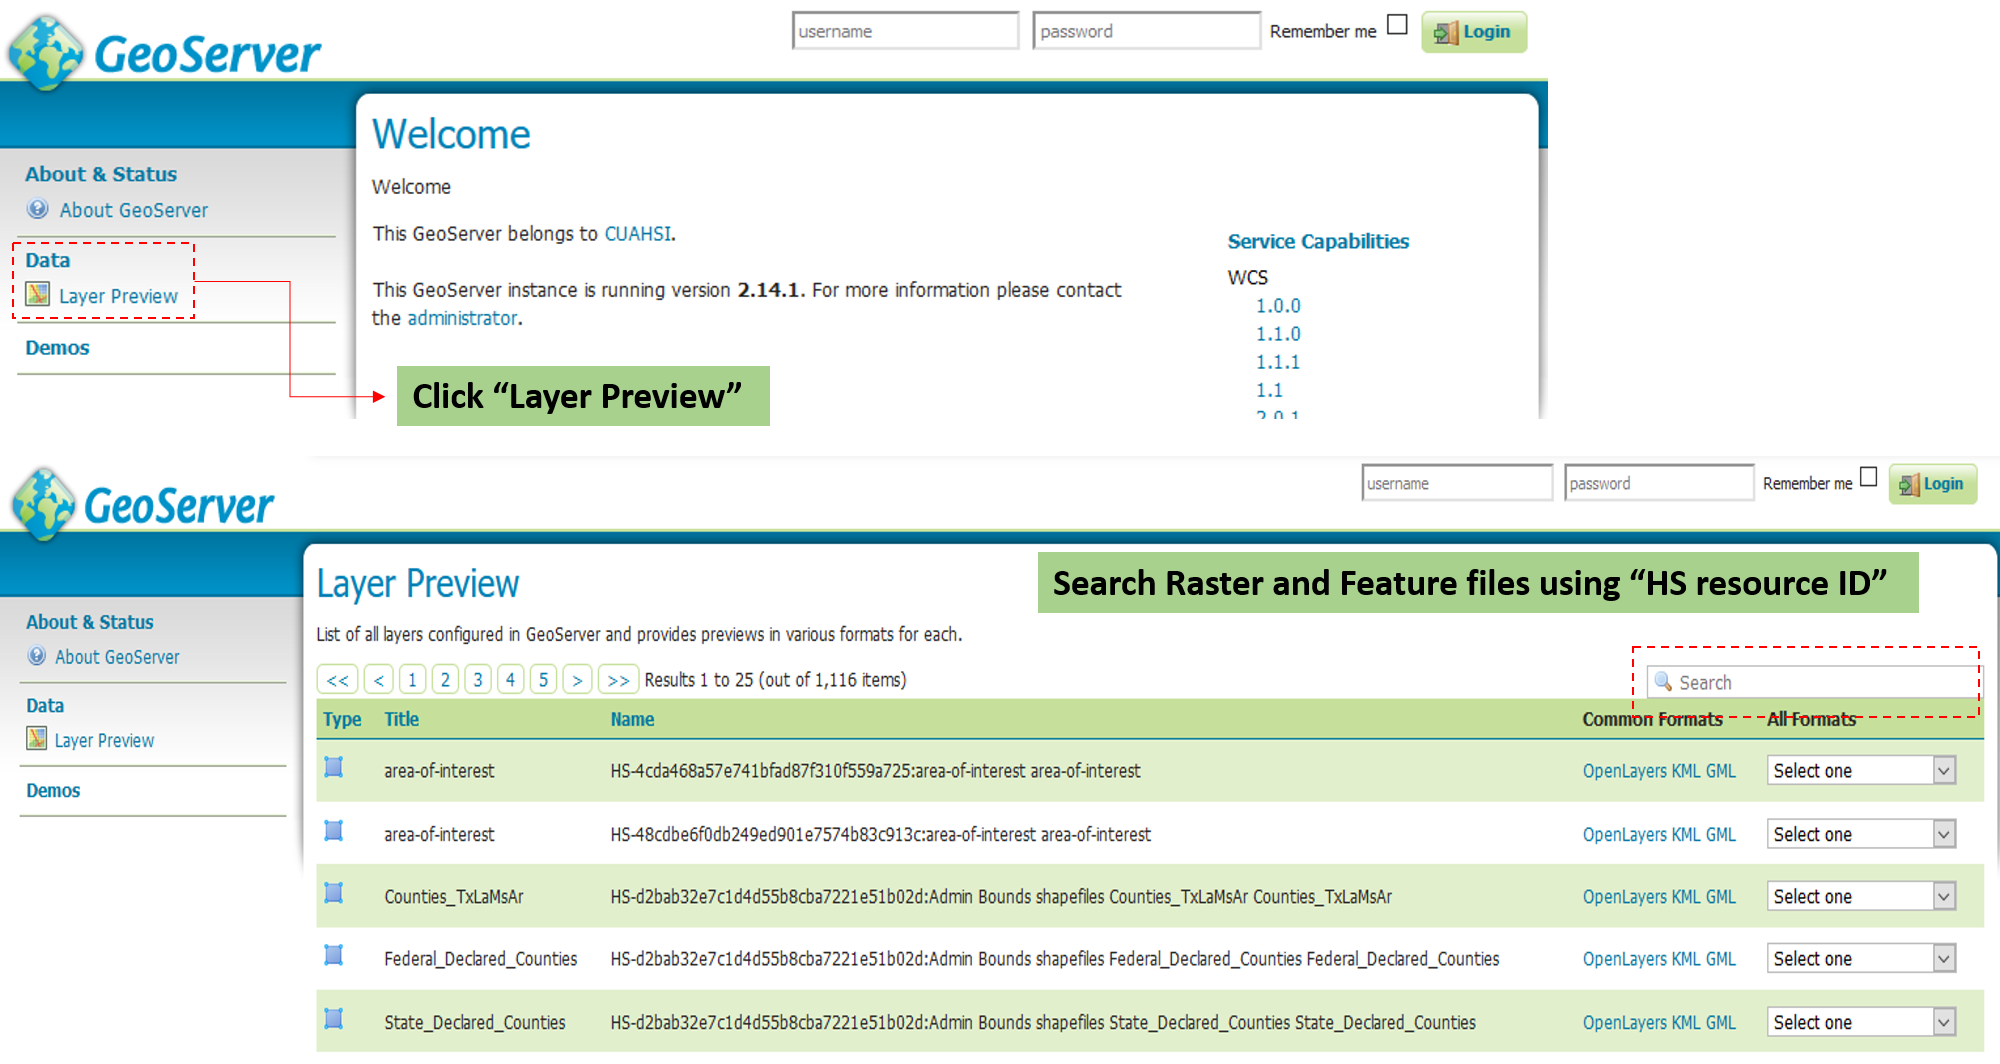 GeoServer
username
password
Remember me
Login
Welcome
About & Status
About GeoServer
Data
Layer Preview
Demos
Welcome
This GeoServer belongs to CUAHSI.
This GeoServer instance is running version 2.14.1. For more information please contact
the administrator.
Service Capabilities
WCS
1.0.0
1.1.0
1.1.1
1.1
2.0.1
Click “Layer Preview”
GeoServer
username
password
Remember me
Login
Layer Preview
Search Raster and Feature files using “HS resource ID”
About & Status
About GeoServer
Data
Layer Preview
Demos
List of all layers configured in GeoServer and provides previews in various formats for each.
<< < 1 2 3 4 5 > >> Results 1 to 25 (out of 1,116 items)
Search
Type Title Name Common Formats All Formats
area-of-interest HS-4cda468a57e741bfad87f310f559a725:area-of-interest area-of-interest OpenLayers KML GML Select one
area-of-interest HS-48cdbe6f0db249ed901e7574b83c913c:area-of-interest area-of-interest OpenLayers KML GML Select one
Counties_TxLaMsAr HS-d2bab32e7c1d4d55b8cba7221e51b02d:Admin Bounds shapefiles Counties_TxLaMsAr Counties_TxLaMsAr OpenLayers KML GML Select one
Federal_Declared_Counties HS-d2bab32e7c1d4d55b8cba7221e51b02d:Admin Bounds shapefiles Federal_Declared_Counties Federal_Declared_Counties OpenLayers KML GML Select one
State_Declared_Counties HS-d2bab32e7c1d4d55b8cba7221e51b02d:Admin Bounds shapefiles State_Declared_Counties State_Declared_Counties OpenLayers KML GML Select one